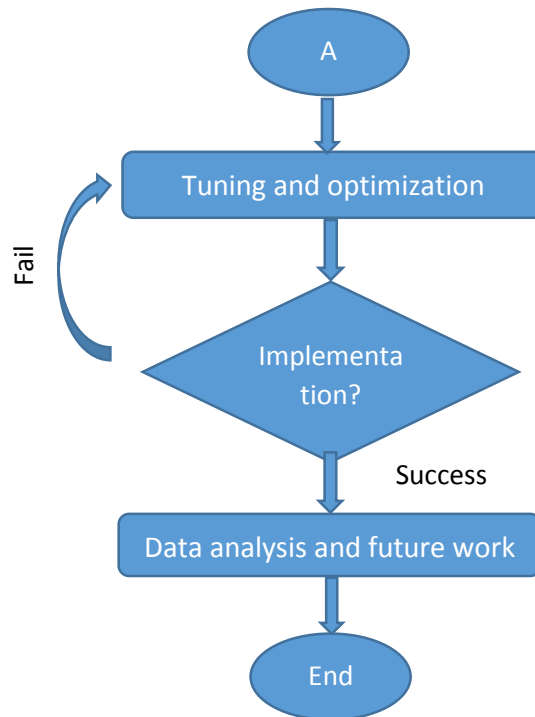 A
Tuning and optimization
Fail
Implementa
tion?
Success
Data analysis and future work
End